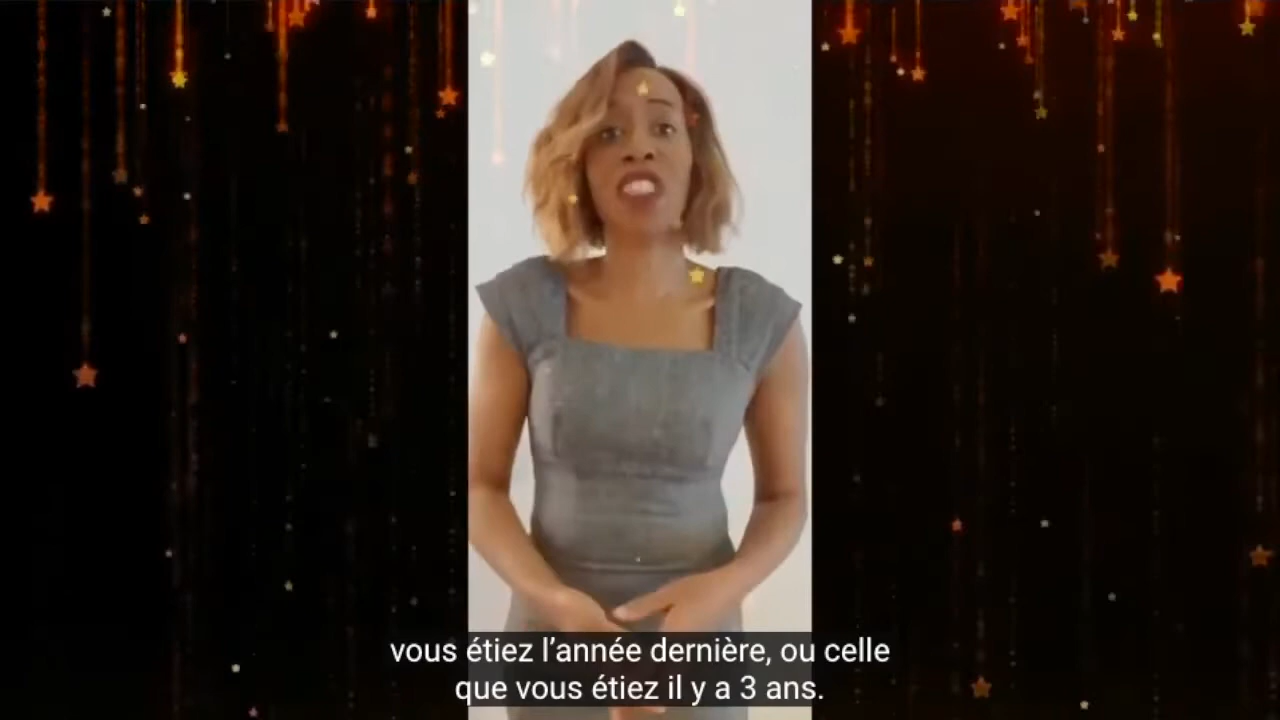 vous étiez l’année dernière, ou celle
que vous étiez il y a 3 ans.